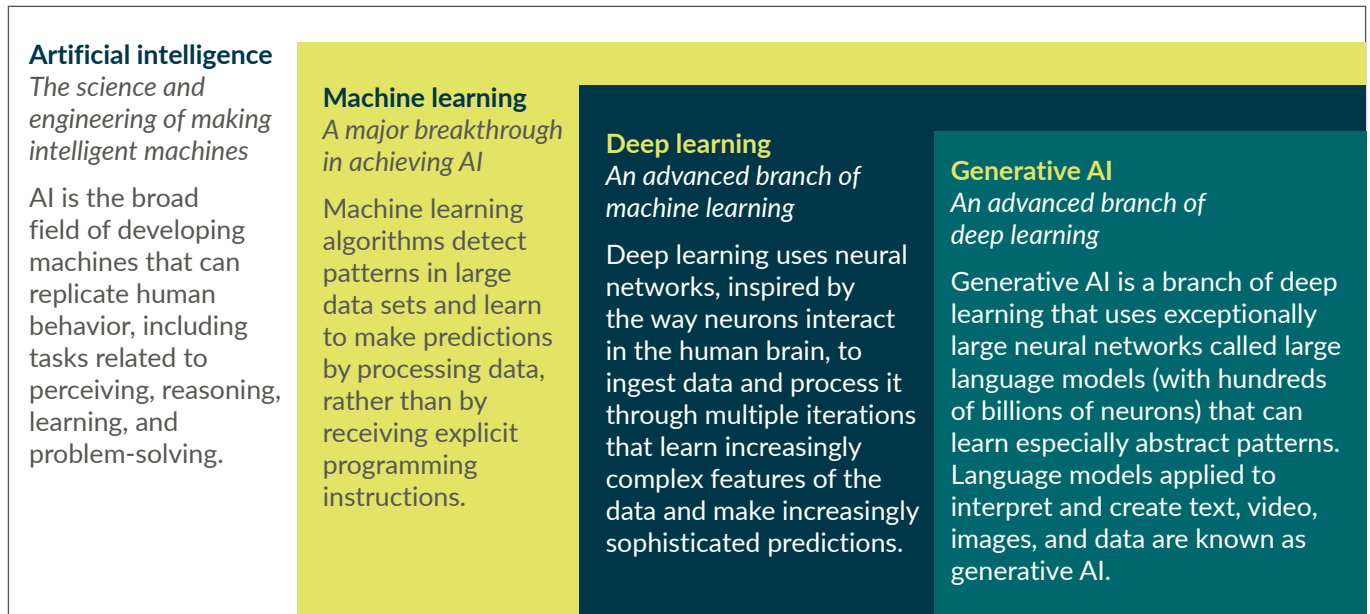 Artificial intelligence
The science and
engineering of making
intelligent machines
AI is the broad
field of developing
machines that can
replicate human
behavior, including
tasks related to
perceiving, reasoning,
learning, and
problem-solving.
Machine learning
A major breakthrough
in achieving AI
Machine learning
algorithms detect
patterns in large
data sets and learn
to make predictions
by processing data,
rather than by
receiving explicit
programming
instructions.
Deep learning
An advanced branch of
machine learning
Deep learning uses neural
networks, inspired by
the way neurons interact
in the human brain, to
ingest data and process it
through multiple iterations
that learn increasingly
complex features of the
data and make increasingly
sophisticated predictions.
Generative AI
An advanced branch of
deep learning
Generative AI is a branch of deep
learning that uses exceptionally
large neural networks called large
language models (with hundreds
of billions of neurons) that can
learn especially abstract patterns.
Language models applied to
interpret and create text, video,
images, and data are known as
generative AI.